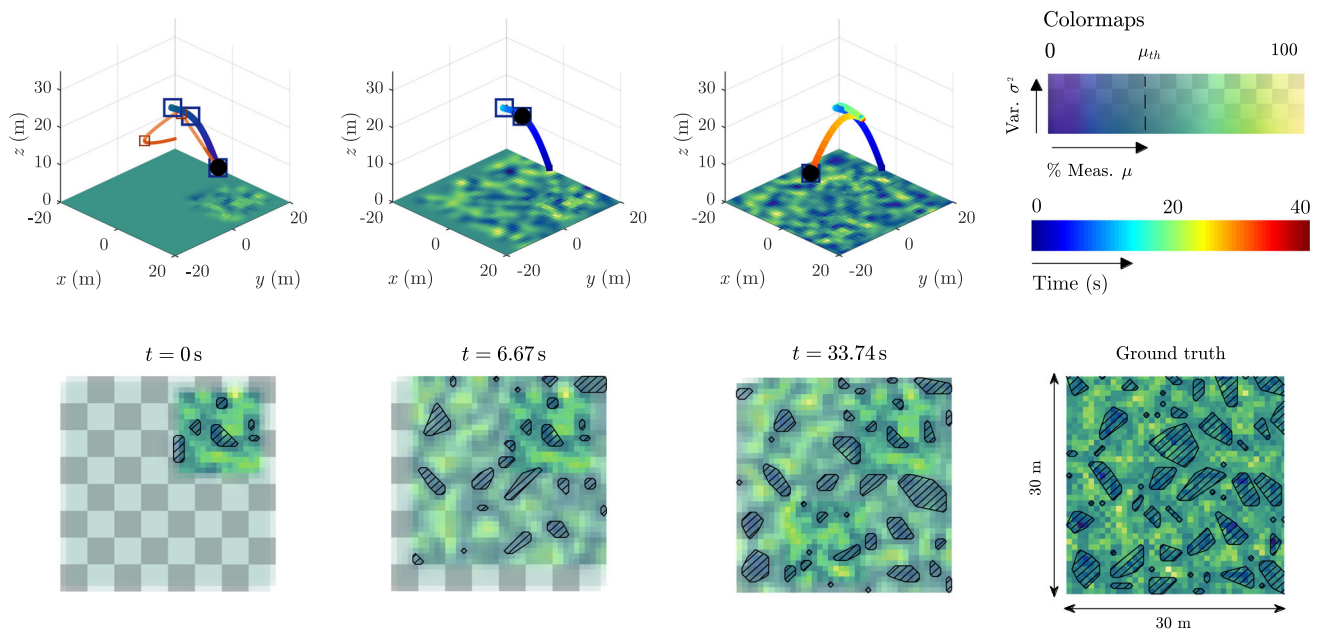 Colormaps
0 μ_th 100
Var. σ²
% Meas. μ
0 20 40
Time (s)
z (m)
30
20
10
0
-20
0
20
x (m)
-20
0
20
y (m)
z (m)
30
20
10
0
-20
0
20
x (m)
-20
0
20
y (m)
z (m)
30
20
10
0
-20
0
20
x (m)
-20
0
20
y (m)
t = 0 s
t = 6.67 s
t = 33.74 s
Ground truth
30 m
30 m